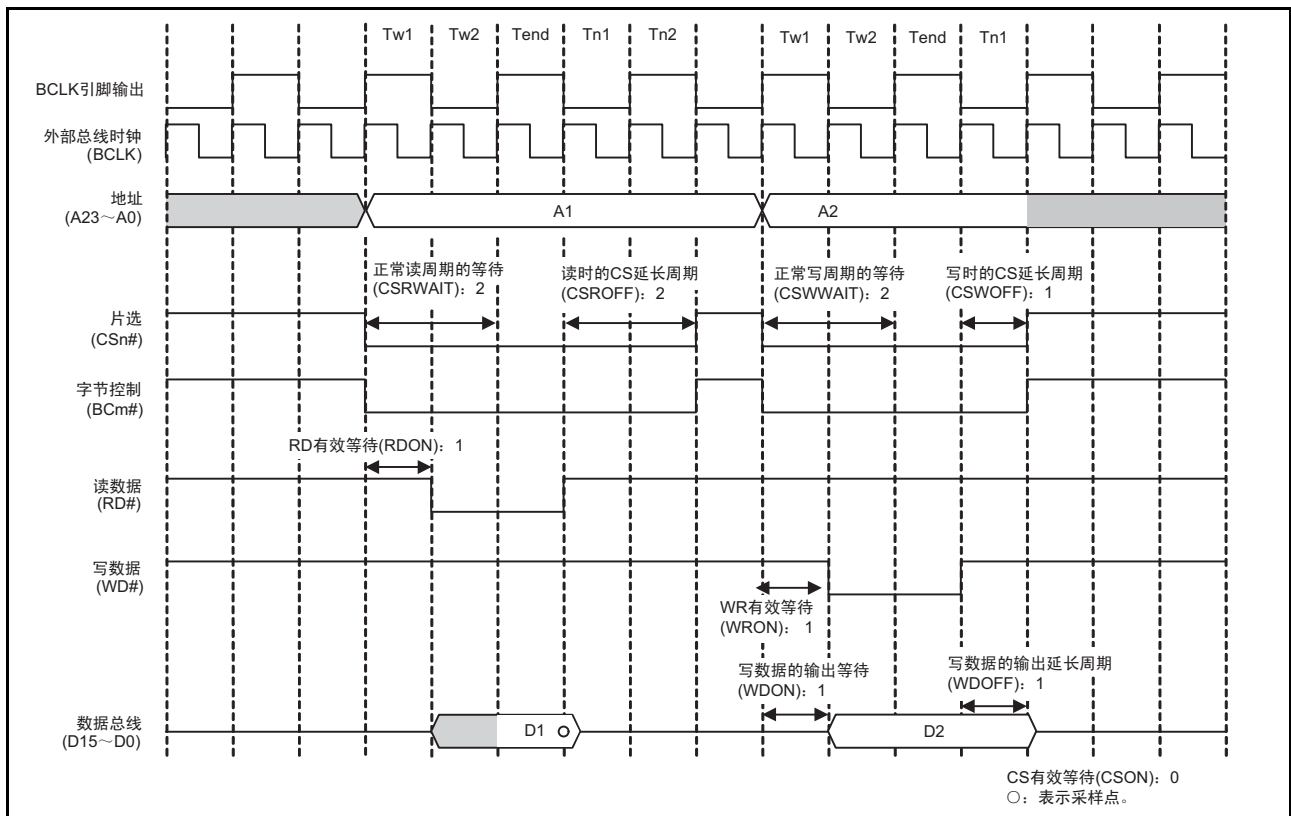 Tw1 Tw2 Tend Tn1 Tn2 Tw1 Tw2 Tend Tn1
BCLK引脚输出
外部总线时钟
(BCLK)
地址
(A23～A0)
A1 A2
正常读周期的等待
(CSRWAIT)：2
读时的CS延长周期
(CSROFF)：2
正常写周期的等待
(CSWWAIT)：2
写时的CS延长周期
(CSWOFF)：1
片选
(CSn#)
字节控制
(BCm#)
RD有效等待(RDON)：1
读数据
(RD#)
写数据
(WD#)
WR有效等待
(WRON)： 1
写数据的输出等待
(WDON)：1
写数据的输出延长周期
(WDOFF)：1
数据总线
(D15～D0)
D1 D2
CS有效等待(CSON)：0
○：表示采样点。